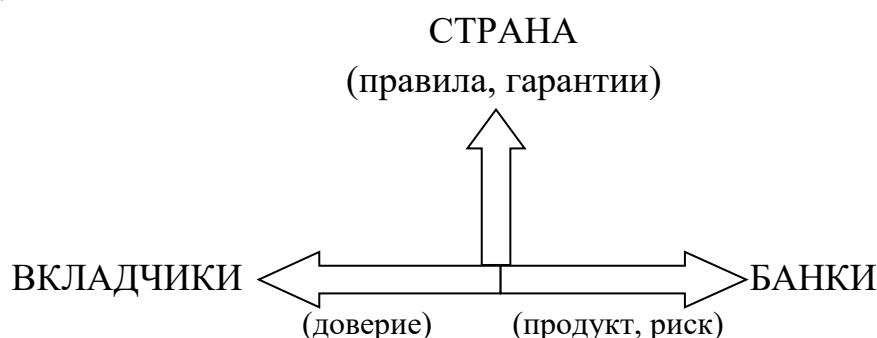 СТРАНА
(правила, гарантии)
ВКЛАДЧИКИ БАНКИ
(доверие) (продукт, риск)